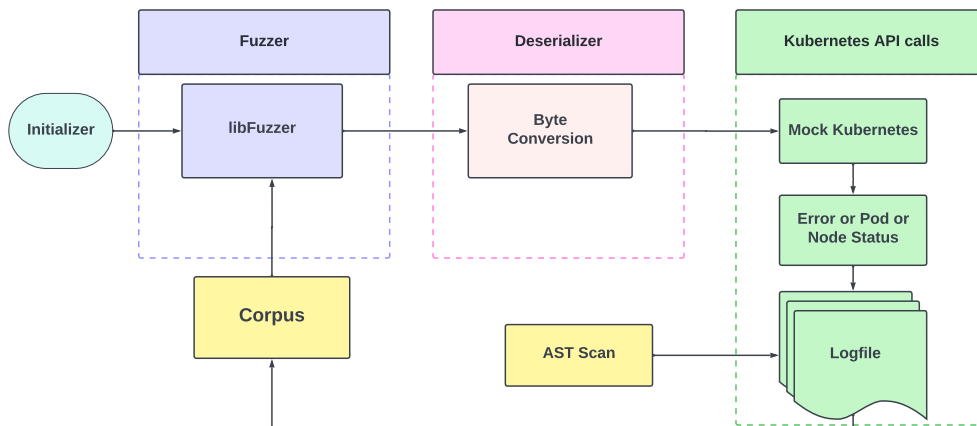 Fuzzer
Deserializer
Kubernetes API calls
Initializer
libFuzzer
Byte
Conversion
Mock Kubernetes
Error or Pod or
Node Status
Corpus
AST Scan
Logfile